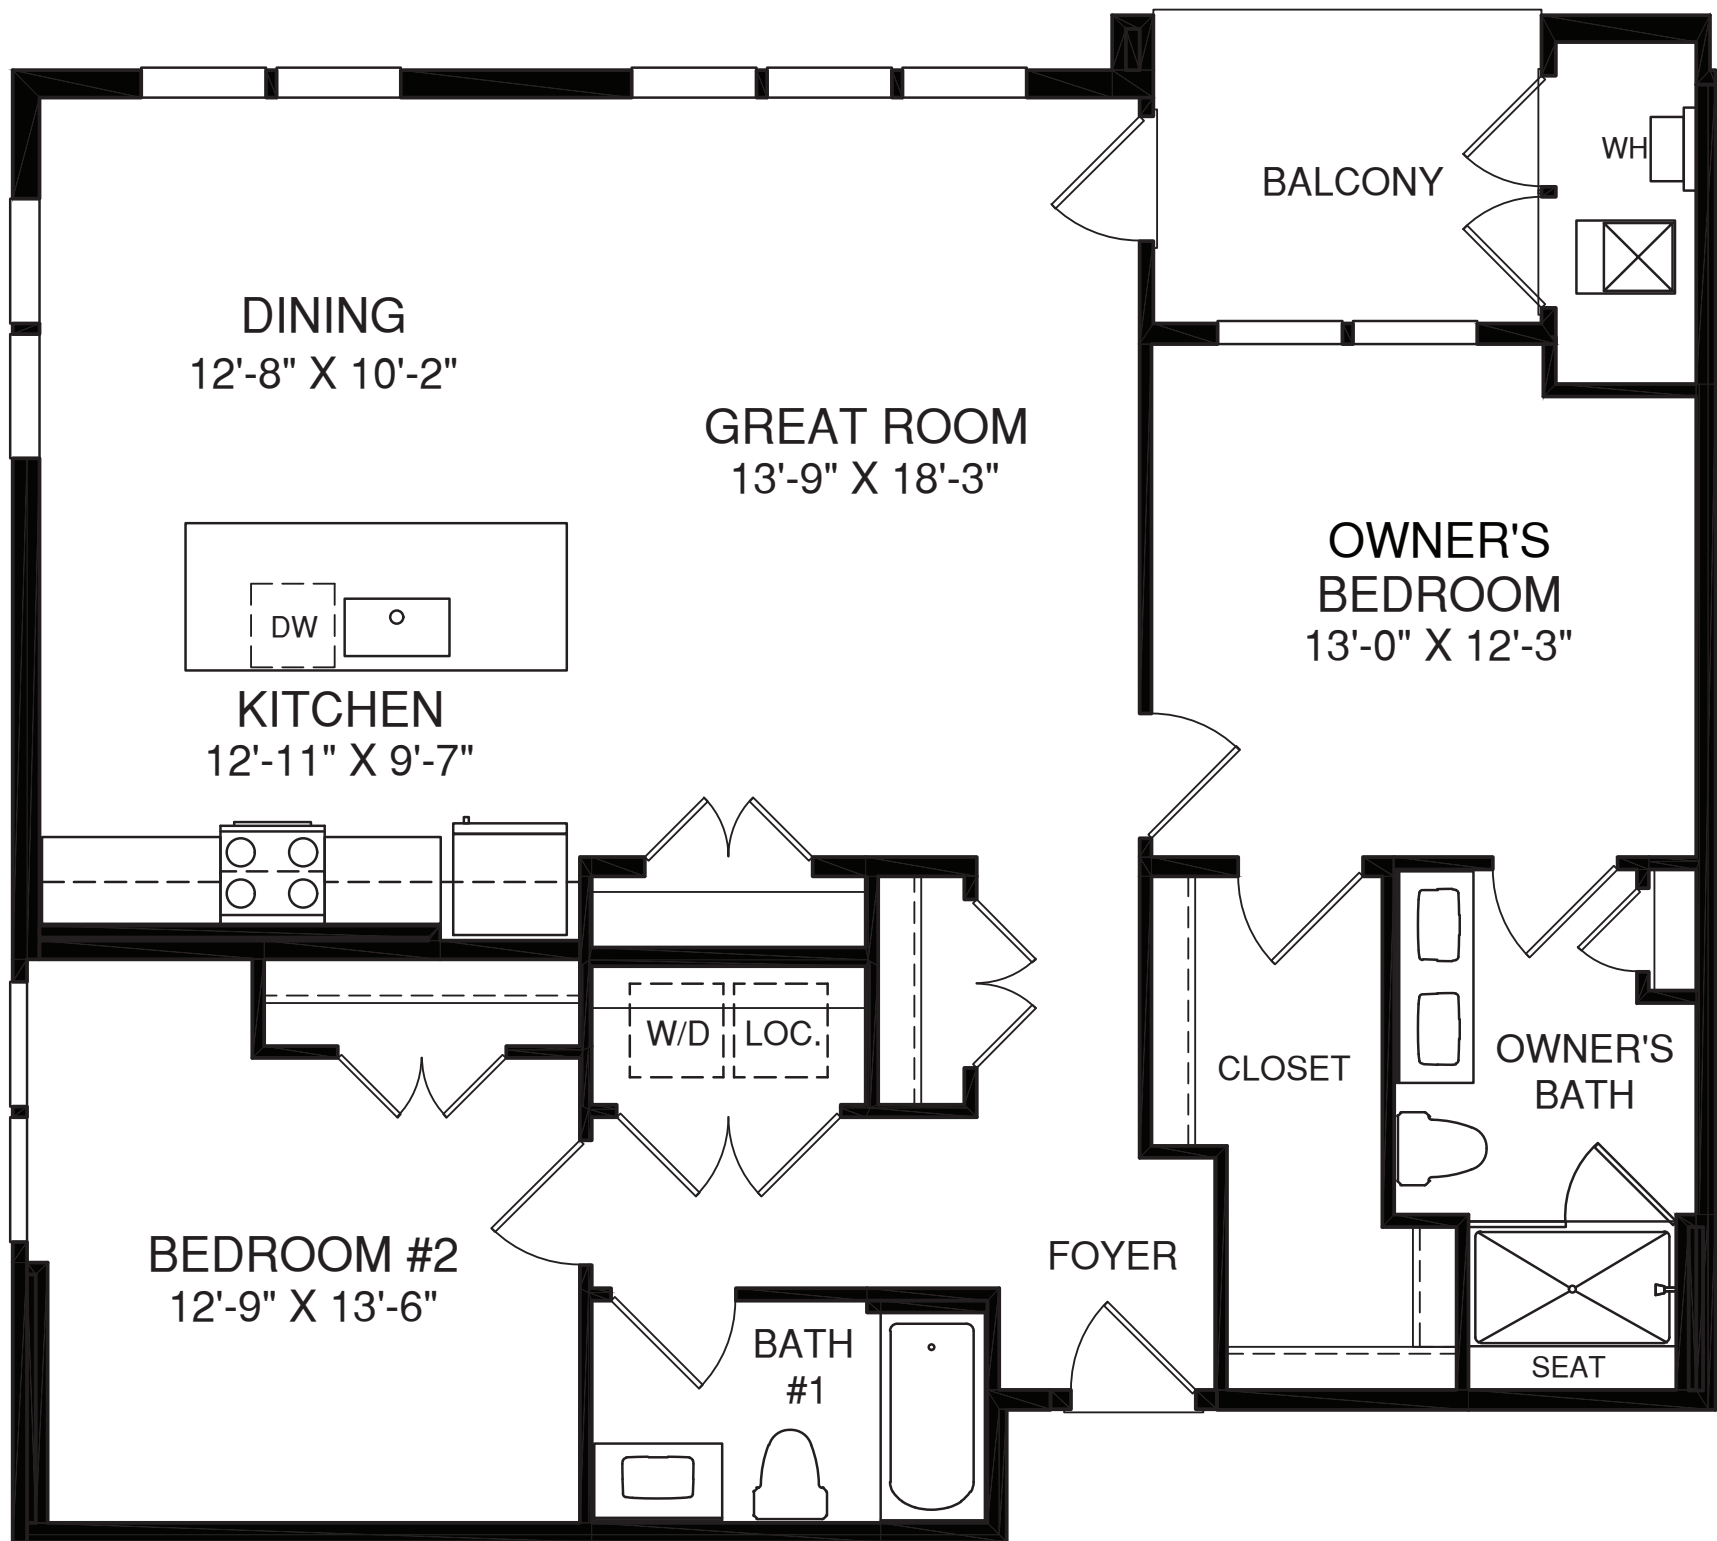 WH
BALCONY
DINING
12'-8" X 10'-2"
GREAT ROOM
13'-9" X 18'-3"
OWNER'S
BEDROOM
13'-0" X 12'-3"
DW
KITCHEN
12'-11" X 9'-7"
W/D
LOC.
CLOSET
OWNER'S
BATH
BEDROOM #2
12'-9" X 13'-6"
FOYER
BATH
#1
SEAT